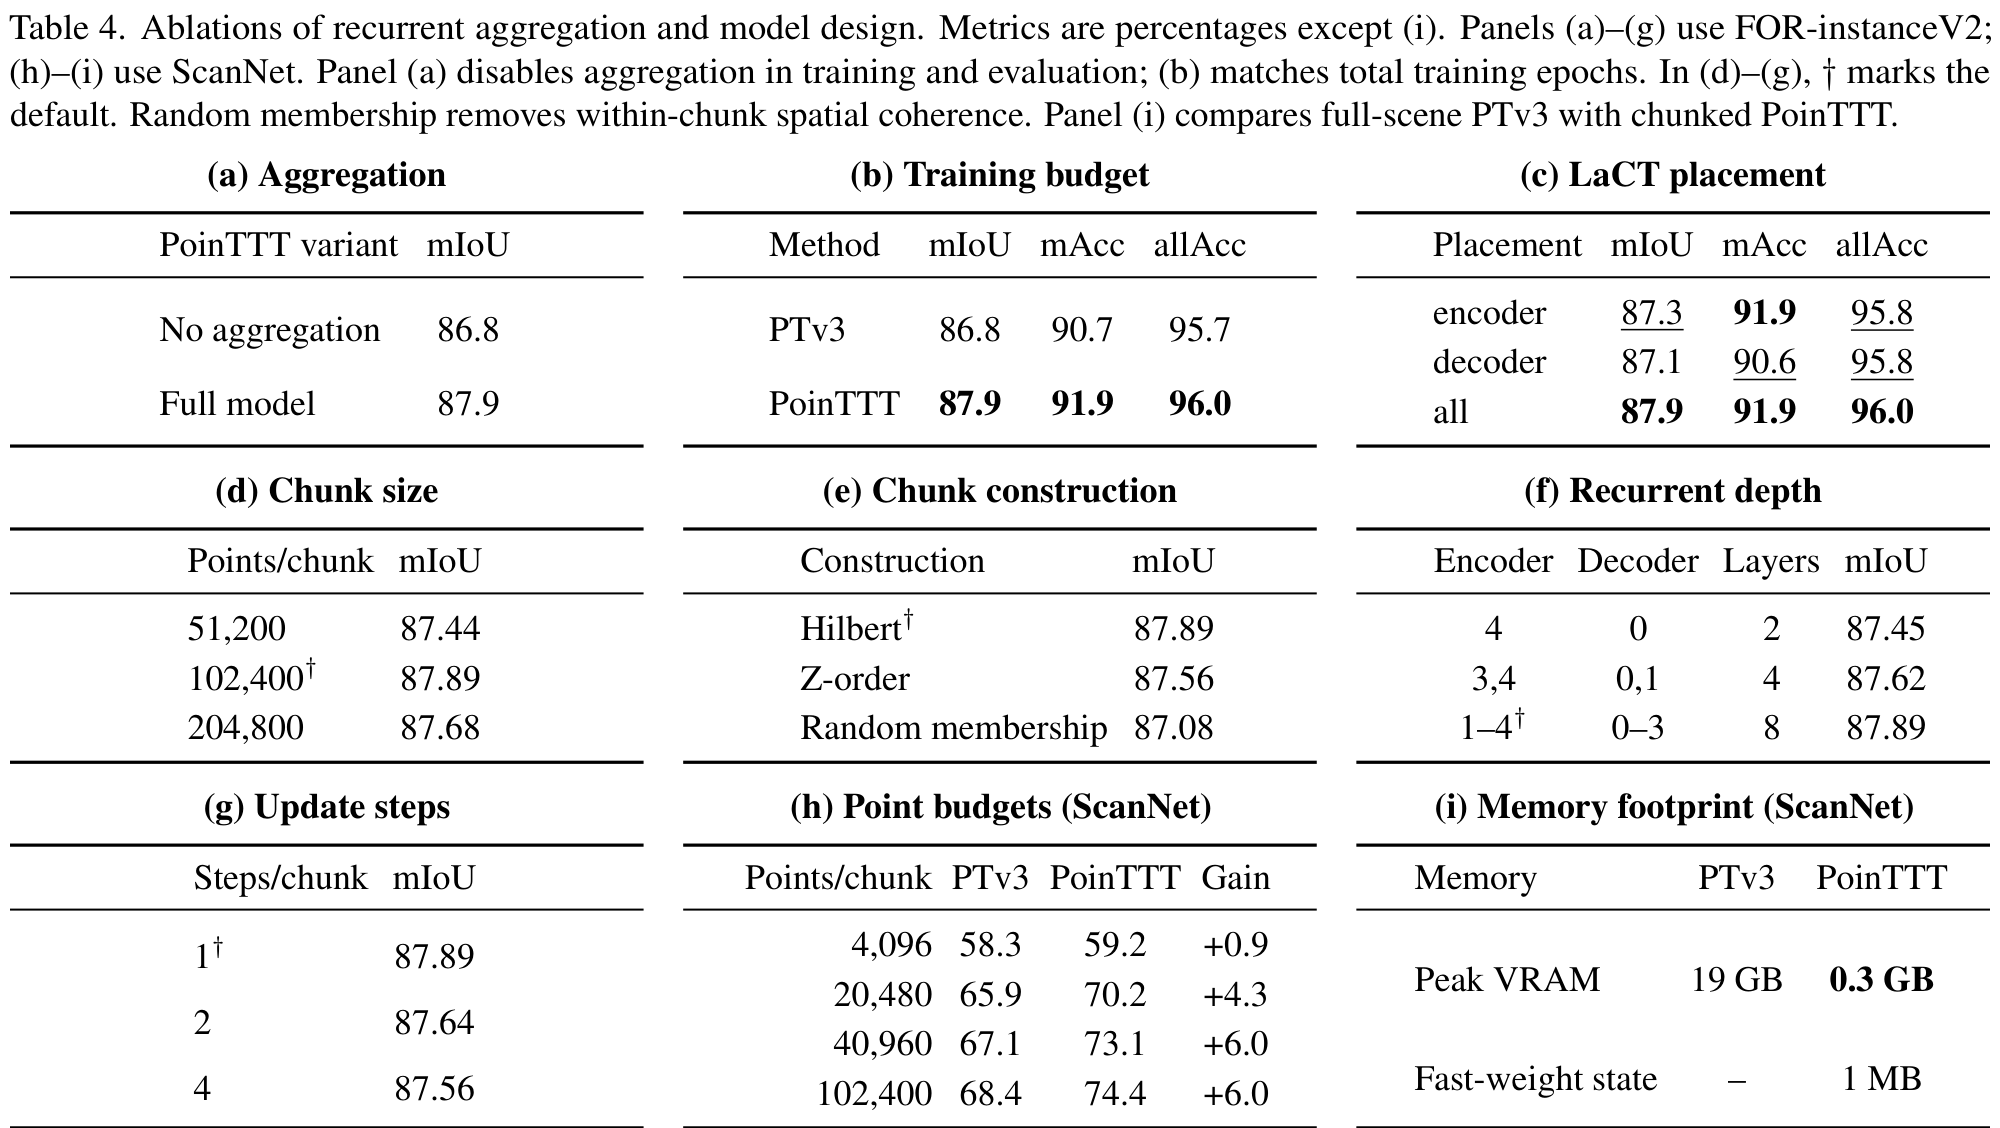 Table 4. Ablations of recurrent aggregation and model design. Metrics are percentages except (i). Panels (a)–(g) use FOR-instanceV2;
(h)–(i) use ScanNet. Panel (a) disables aggregation in training and evaluation; (b) matches total training epochs. In (d)–(g), † marks the
default. Random membership removes within-chunk spatial coherence. Panel (i) compares full-scene PTv3 with chunked PoinTTT.
(a) Aggregation
PoinTTT variant mIoU
No aggregation 86.8
Full model 87.9
(b) Training budget
Method mIoU mAcc allAcc
PTv3 86.8 90.7 95.7
PoinTTT 87.9 91.9 96.0
(c) LaCT placement
Placement mIoU mAcc allAcc
encoder 87.3 91.9 95.8
decoder 87.1 90.6 95.8
all 87.9 91.9 96.0
(d) Chunk size
Points/chunk mIoU
51,200 87.44
102,400† 87.89
204,800 87.68
(e) Chunk construction
Construction mIoU
Hilbert† 87.89
Z-order 87.56
Random membership 87.08
(f) Recurrent depth
Encoder Decoder Layers mIoU
4 0 2 87.45
3,4 0,1 4 87.62
1–4† 0–3 8 87.89
(g) Update steps
Steps/chunk mIoU
1† 87.89
2 87.64
4 87.56
(h) Point budgets (ScanNet)
Points/chunk PTv3 PoinTTT Gain
4,096 58.3 59.2 +0.9
20,480 65.9 70.2 +4.3
40,960 67.1 73.1 +6.0
102,400 68.4 74.4 +6.0
(i) Memory footprint (ScanNet)
Memory PTv3 PoinTTT
Peak VRAM 19 GB 0.3 GB
Fast-weight state – 1 MB